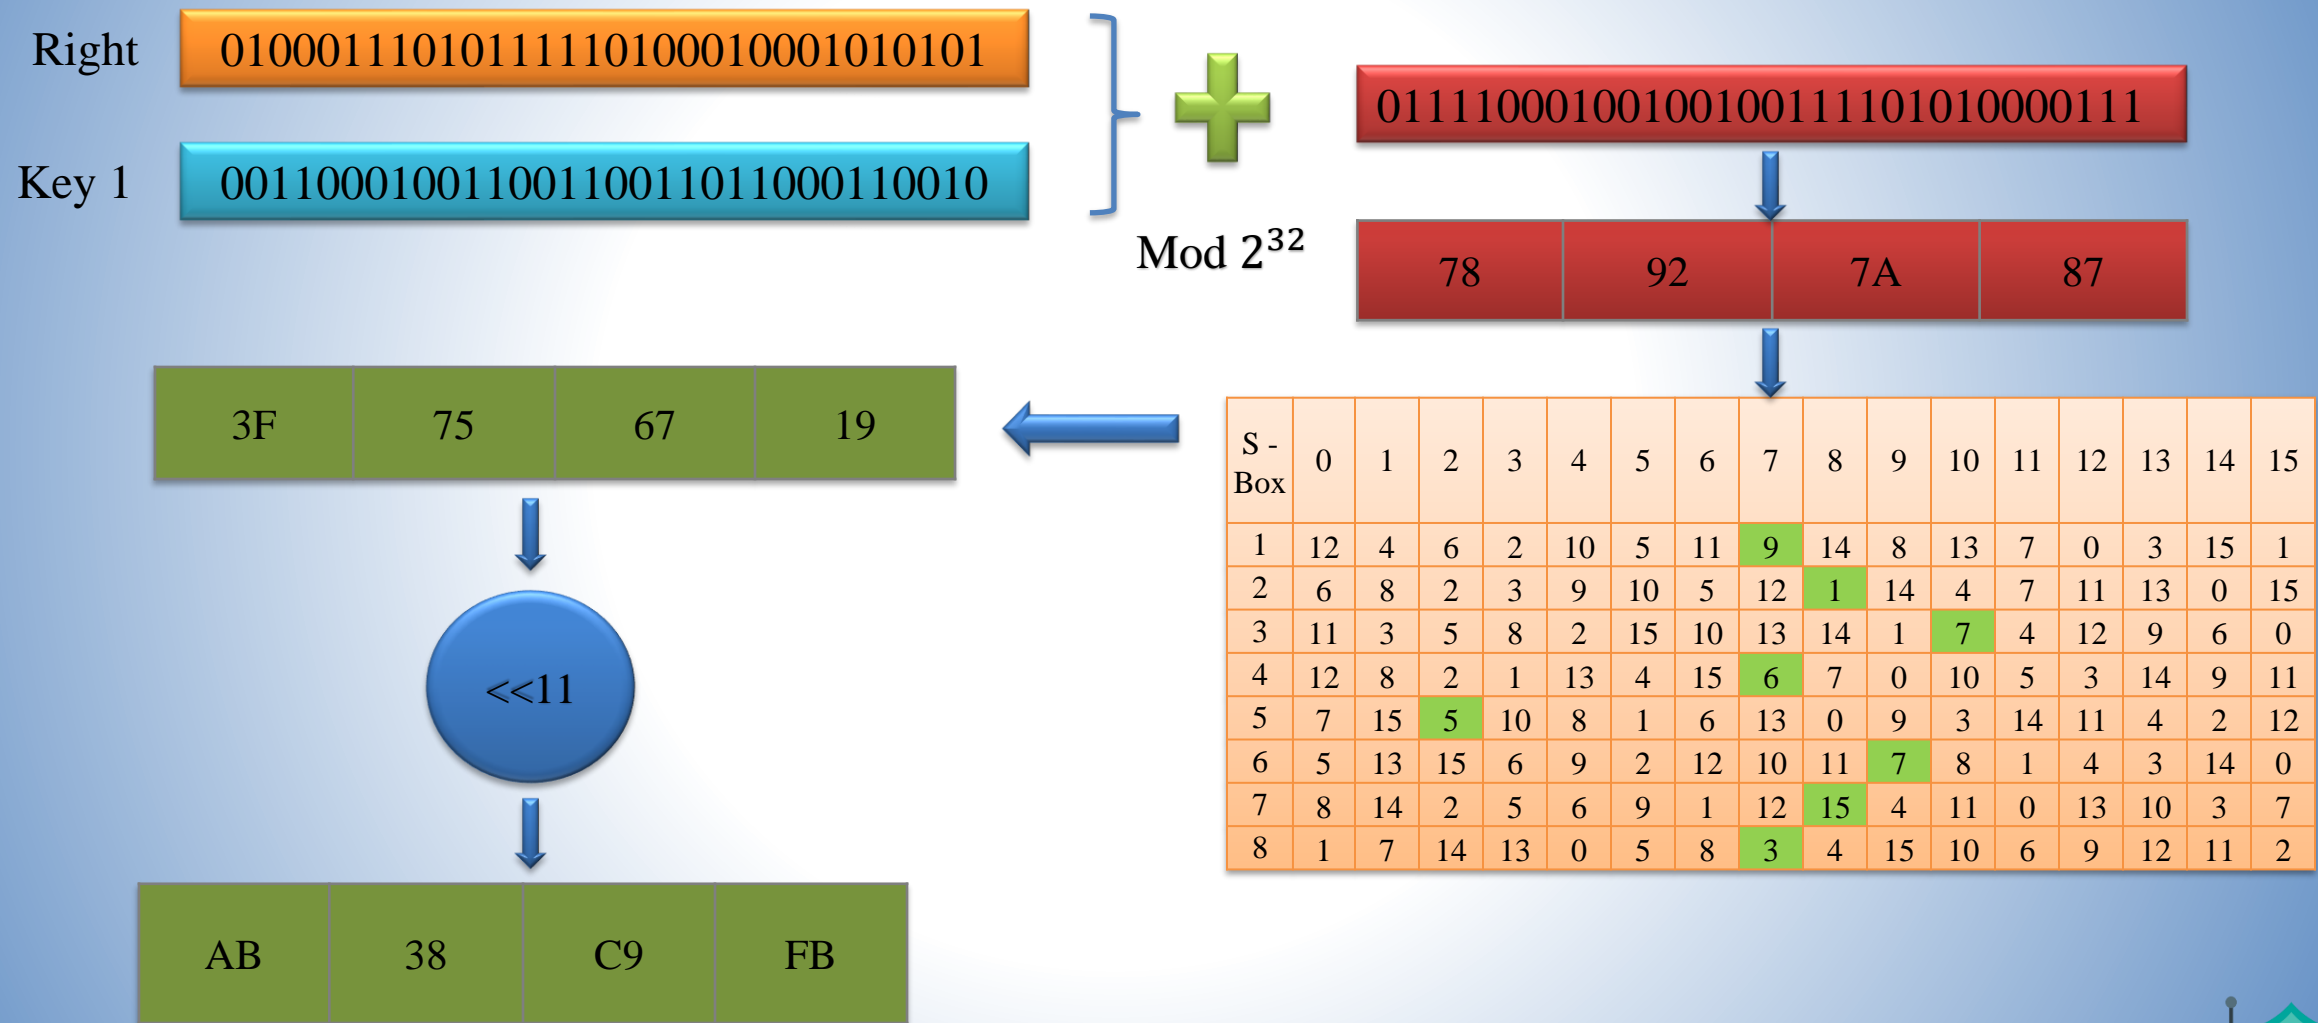 Right
01000111010111110100010001010101
Key 1
00110001001100110011011000110010
Mod 2³²
01111000100100100111101010000111
78 92 7A 87
3F 75 67 19
<<11
AB 38 C9 FB
S - Box 0 1 2 3 4 5 6 7 8 9 10 11 12 13 14 15
1 12 4 6 2 10 5 11 9 14 8 13 7 0 3 15 1
2 6 8 2 3 9 10 5 12 1 14 4 7 11 13 0 15
3 11 3 5 8 2 15 10 13 14 1 7 4 12 9 6 0
4 12 8 2 1 13 4 15 6 7 0 10 5 3 14 9 11
5 7 15 5 10 8 1 6 13 0 9 3 14 11 4 2 12
6 5 13 15 6 9 2 12 10 11 7 8 1 4 3 14 0
7 8 14 2 5 6 9 1 12 15 4 11 0 13 10 3 7
8 1 7 14 13 0 5 8 3 4 15 10 6 9 12 11 2